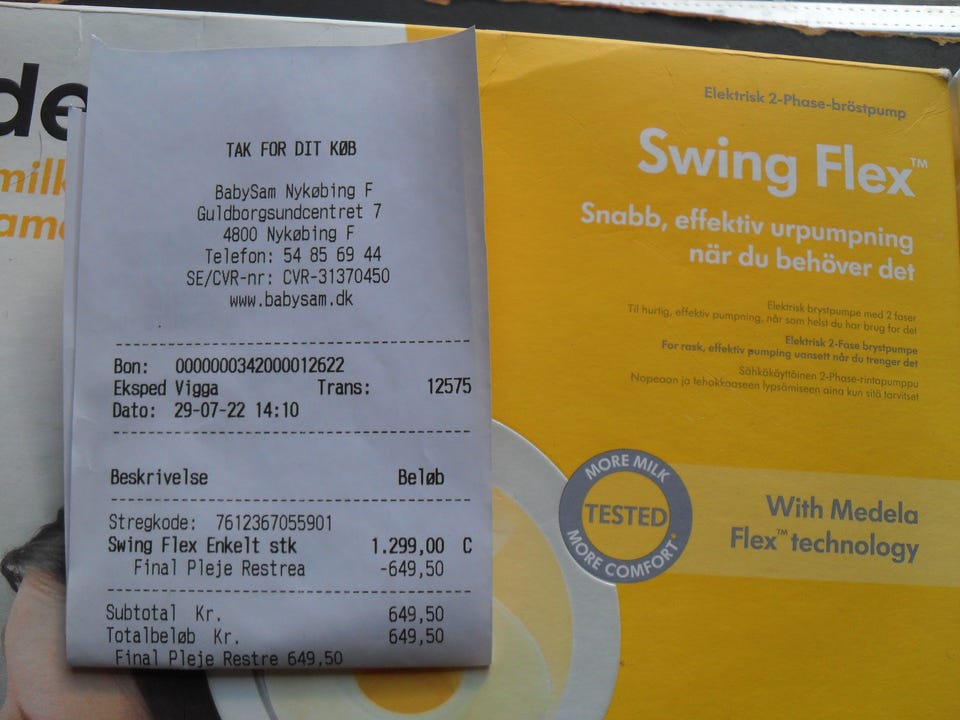 TAK FOR DIT KØB
BabySam Nykøbing F
Guldborgsundcentret 7
4800 Nykøbing F
Telefon: 54 85 69 44
SE/CVR-nr: CVR-31370450
www.babysam.dk
Bon: 0000000342000012622
Eksped Vigga Trans: 12575
Dato: 29-07-22 14:10
Beskrivelse Beløb
Stregkode: 7612367055901
Swing Flex Enkelt stk 1.299,00 C
Final Pleje Restrea -649,50
Subtotal Kr. 649,50
Totalbeløb Kr. 649,50
Final Pleje Restre 649,50
de
milk
ame
Elektrisk 2-Phase-bröstpump
Swing Flex™
Snabb, effektiv urpumpning
när du behöver det
Elektrisk brystpumpe med 2 faser
Til hurtig, effektiv pumpning, når som helst du har brug for det
Elektrisk 2-Fase brystpumpe
For rask, effektiv pumping uansett når du trenger det
Sähkökäyttöinen 2-Phase-rintapumppu
Nopeaan ja tehokkaaseen lypsämiseen aina kun sitä tarvitset
MORE MILK
TESTED
MORE COMFORT
With Medela
Flex™ technology